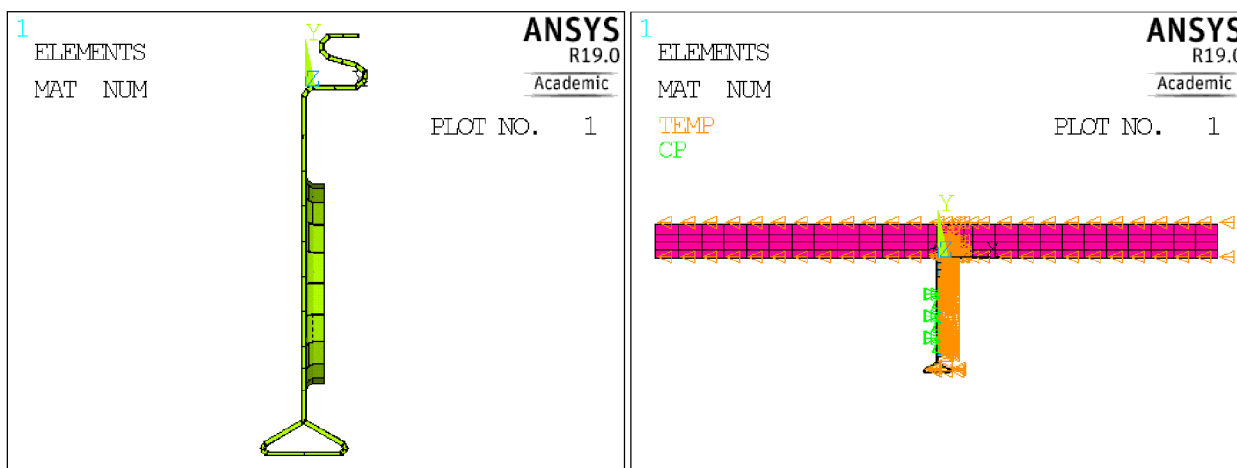 1
ELEMENTS
MAT NUM
ANSYS
R19.0
Academic
PLOT NO. 1
Y
Z
X
1
ELEMENTS
MAT NUM
TEMP
CP
ANSYS
R19.0
Academic
PLOT NO. 1
Y
Z
X